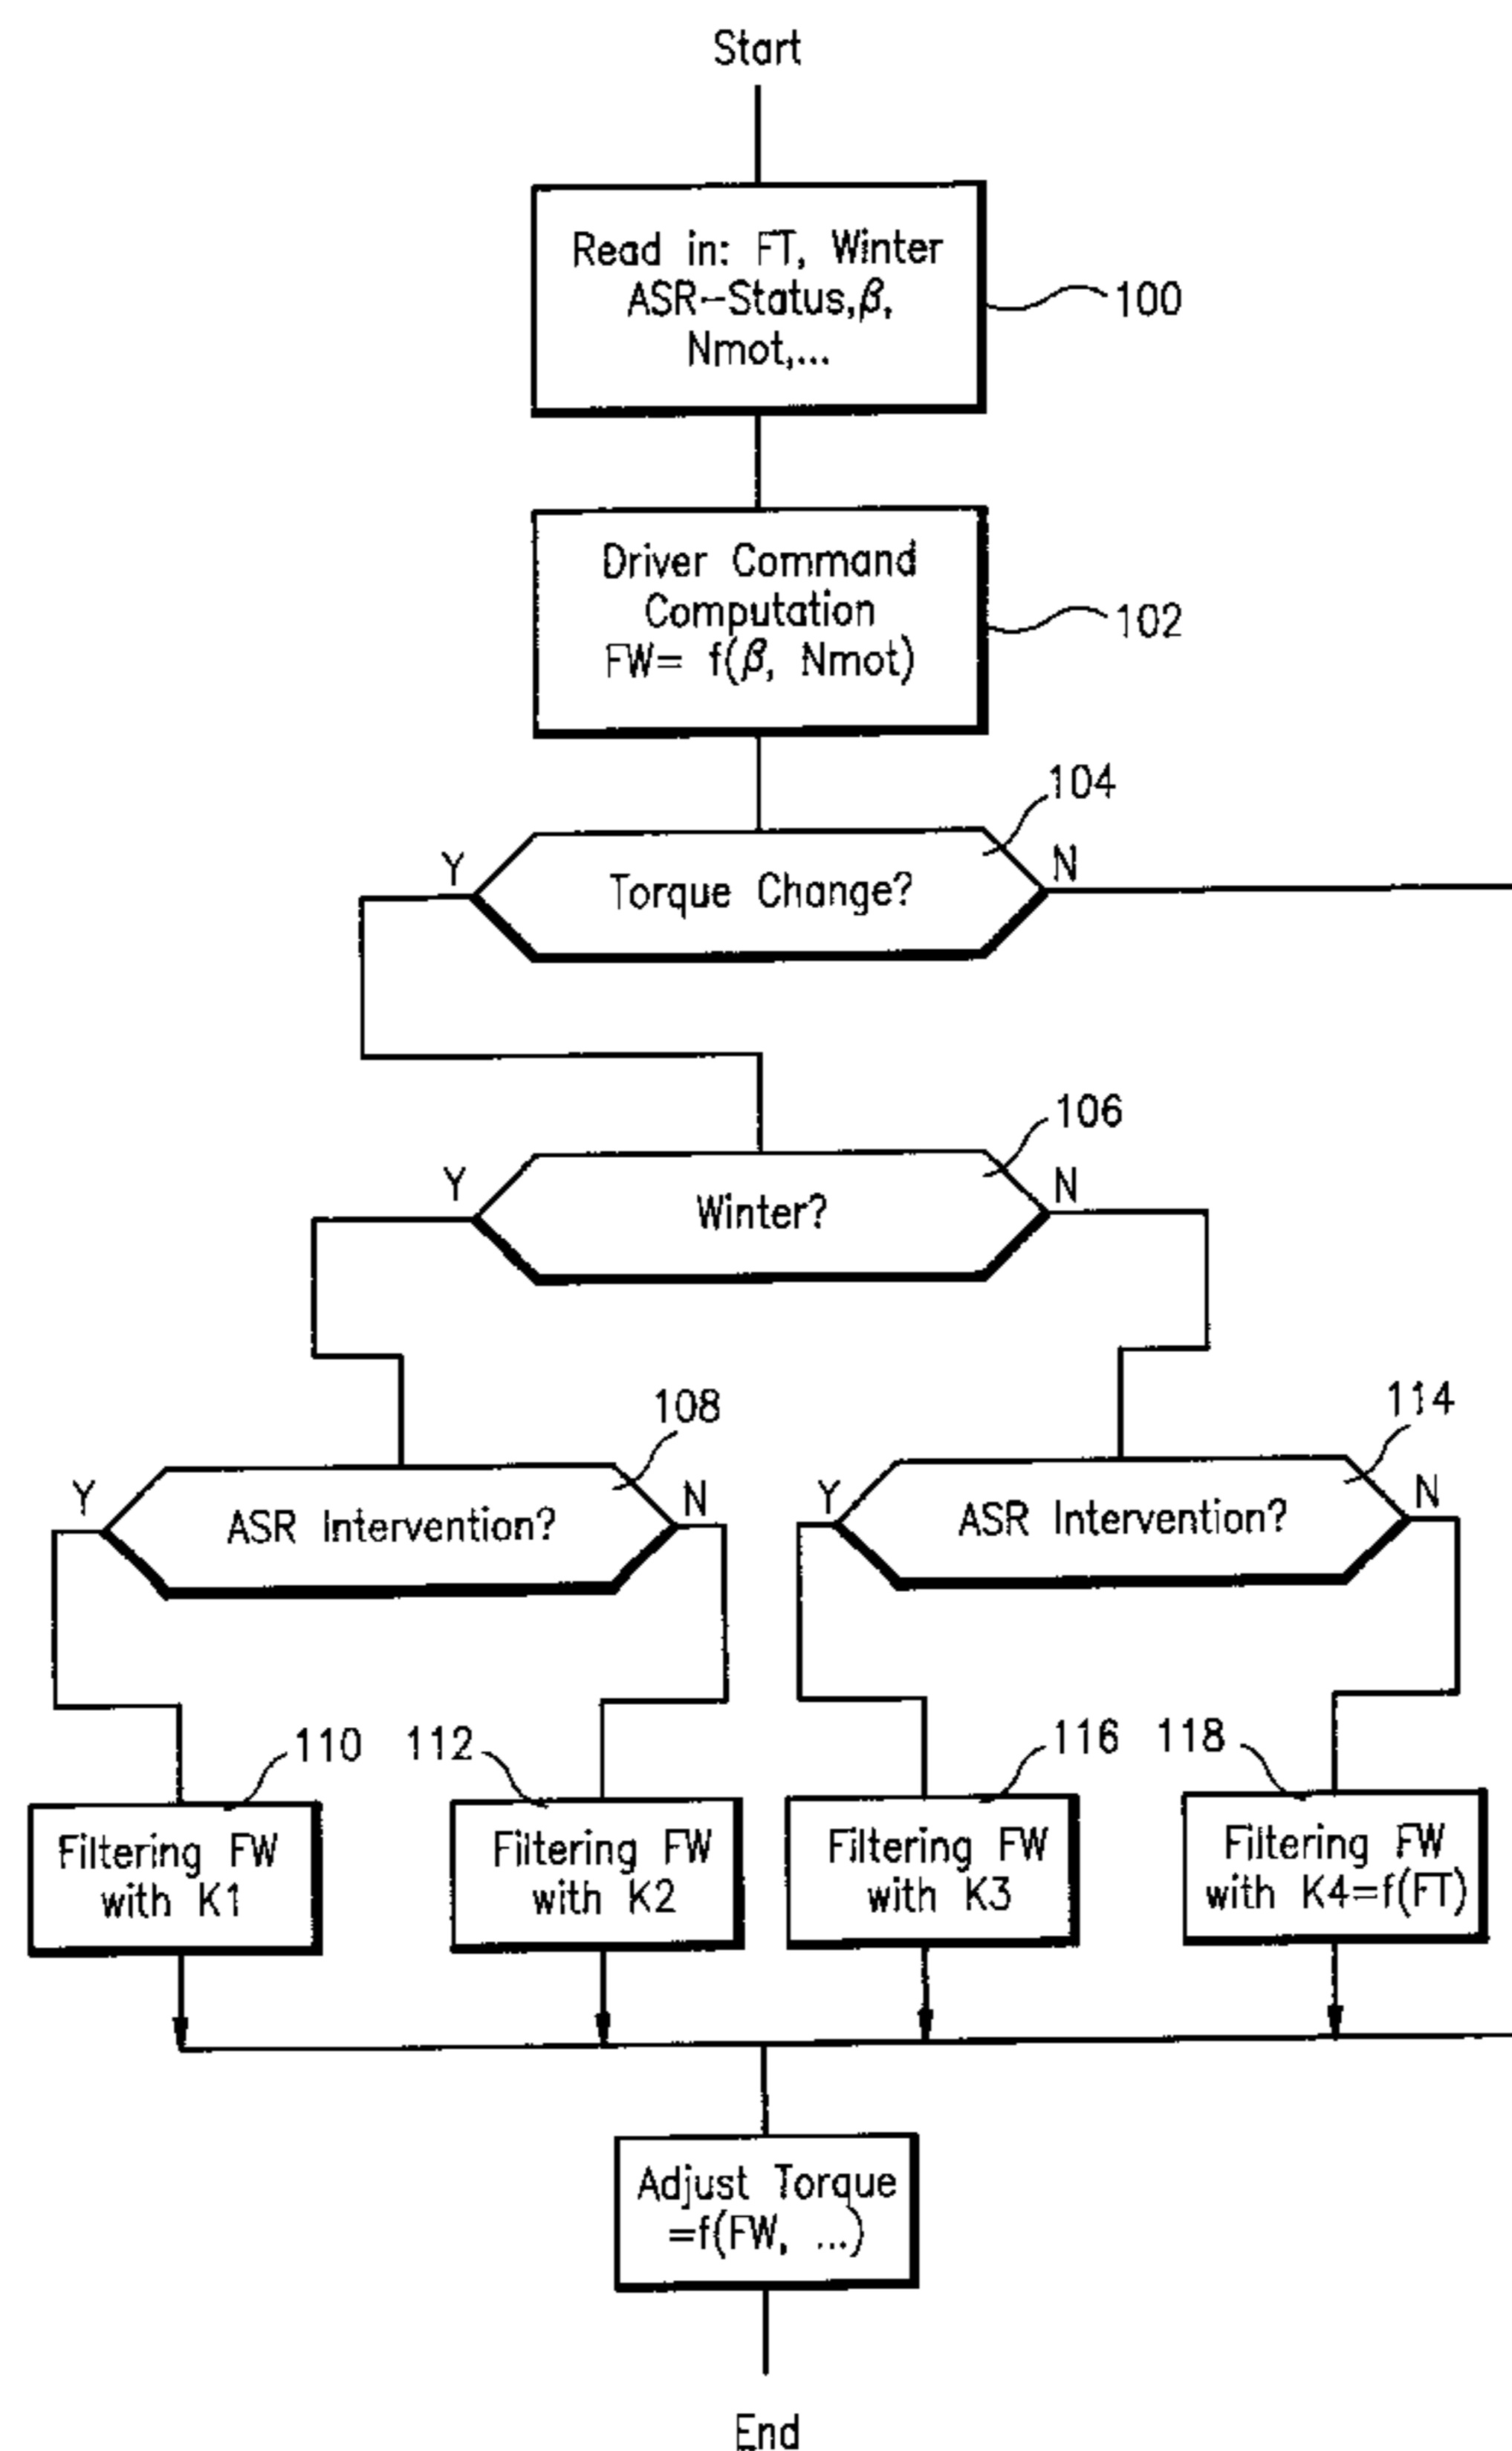 Start
Read in: FT, Winter
ASR-Status,β,
Nmot,...
100
Driver Command
Computation
FW= f(β, Nmot)
102
104
Y
Torque Change?
N
106
Y
Winter?
N
108
114
Y
ASR Intervention?
N
Y
ASR Intervention?
N
110
112
116
118
Filtering FW
with K1
Filtering FW
with K2
Filtering FW
with K3
Filtering FW
with K4=f(FT)
Adjust Torque
=f(FW, ...)
End